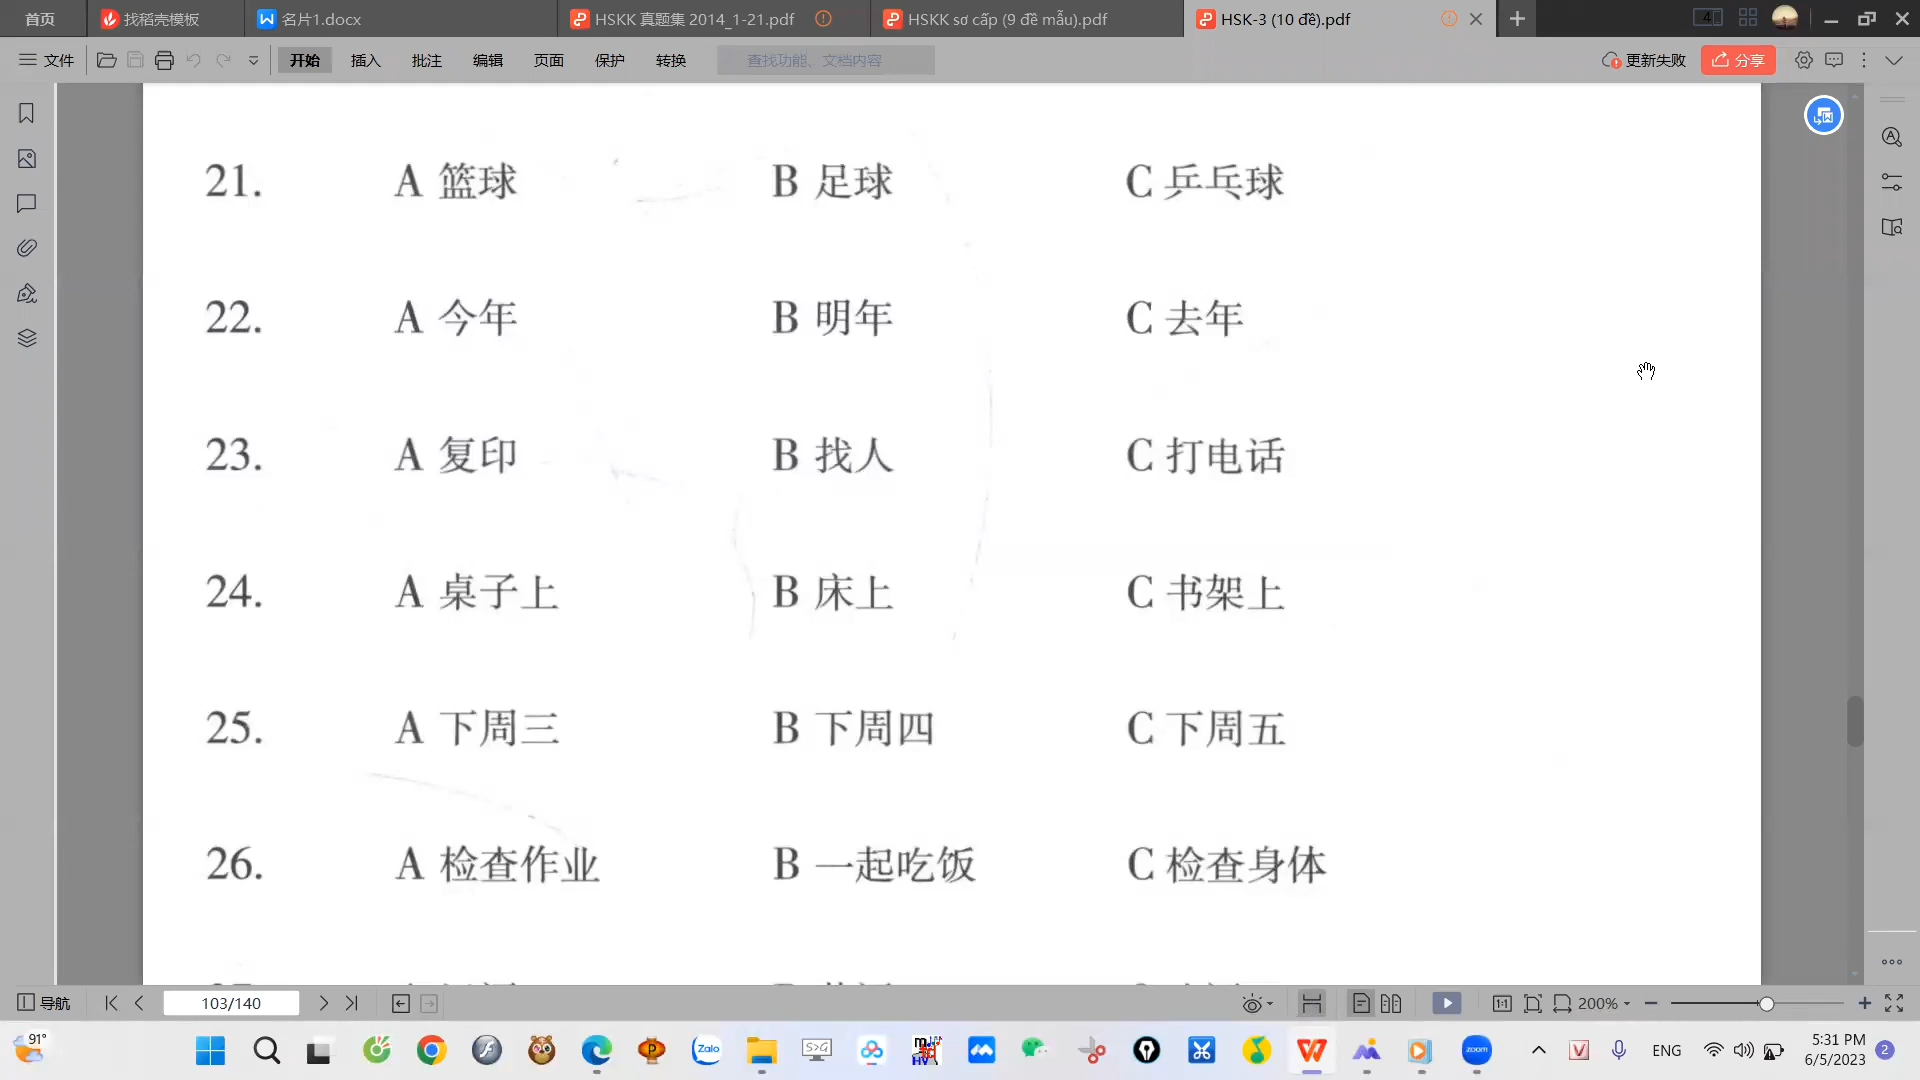 首页 找稻壳模板 名片1.docx HSKK 真题集 2014_1-21.pdf HSKK sơ cấp (9 đề mẫu).pdf HSK-3 (10 đề).pdf
文件 开始 插入 批注 编辑 页面 保护 转换 查找功能、文档内容 更新失败 分享
21. A 篮球 B 足球 C 乒乓球
22. A 今年 B 明年 C 去年
23. A 复印 B 找人 C 打电话
24. A 桌子上 B 床上 C 书架上
25. A 下周三 B 下周四 C 下周五
26. A 检查作业 B 一起吃饭 C 检查身体
导航 103/140 1:1 200%
91° Zalo S>G zoom ENG 5:31 PM
6/5/2023 2